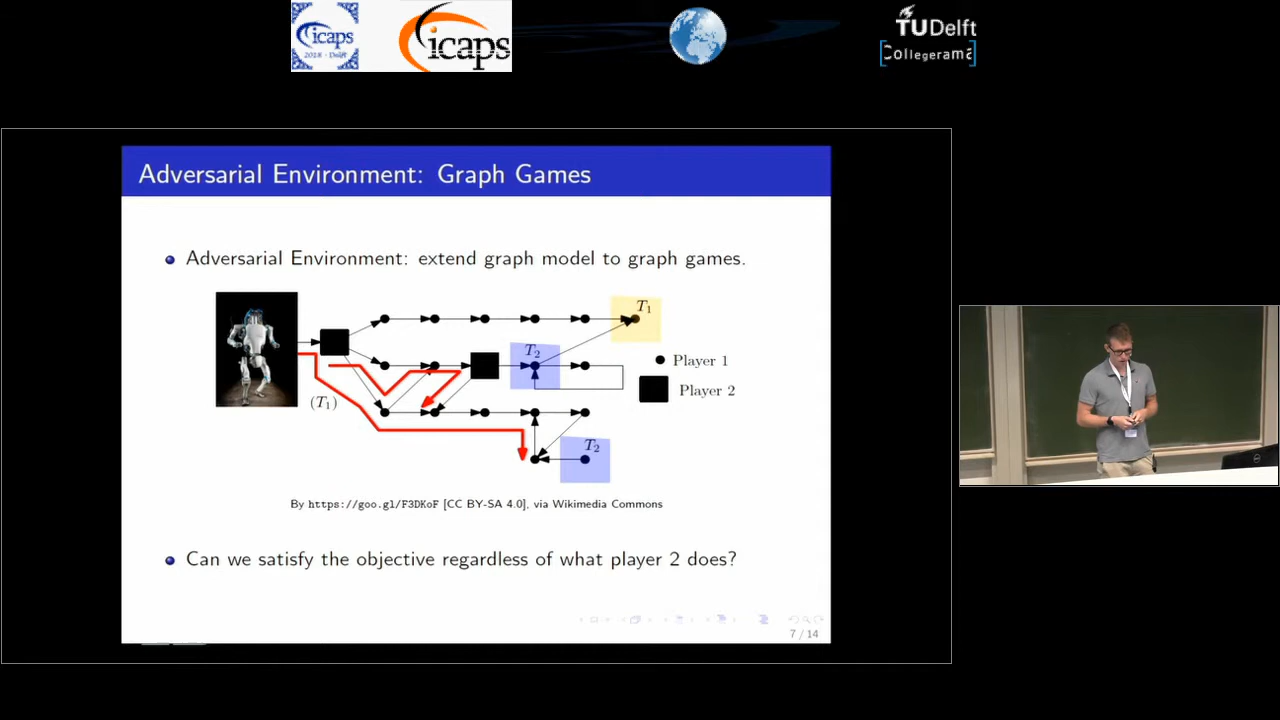 icaps
2018 - Delft
icaps
TUDelft
Collegerama
Adversarial Environment: Graph Games
Adversarial Environment: extend graph model to graph games.
T1
T2
Player 1
Player 2
(T1)
T2
By https://goo.gl/F3DKoF [CC BY-SA 4.0], via Wikimedia Commons
Can we satisfy the objective regardless of what player 2 does?
7 / 14